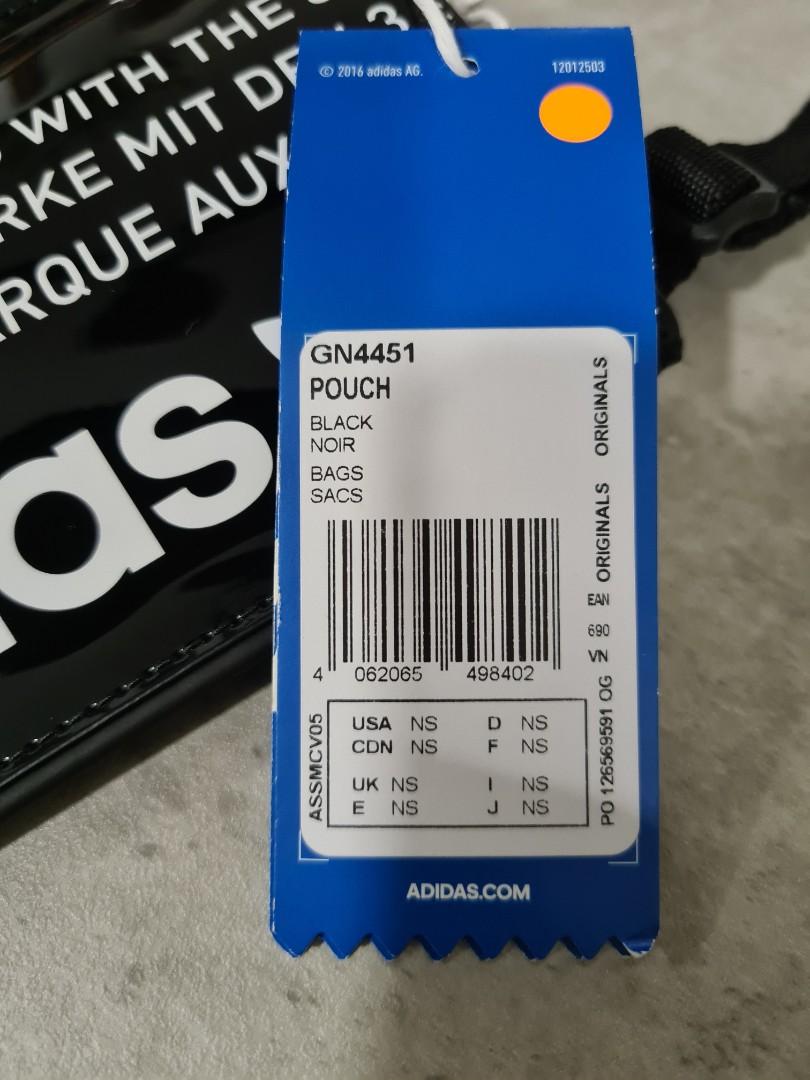 WITH THE
RKE MIT DE
3
RQUE AUX
as
© 2016 adidas AG.
12012503
GN4451
POUCH
BLACK
NOIR
BAGS
SACS
ORIGINALS
ORIGINALS
EAN
690
VN
PO 126569591 OG
4 062065 498402
ASSMCV05
USA NS D NS
CDN NS F NS
UK NS I NS
E NS J NS
ADIDAS.COM